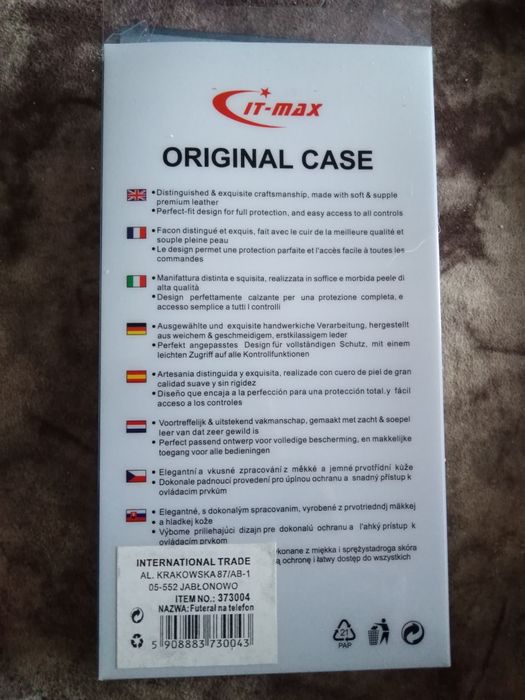 IT-MAX
ORIGINAL CASE
•Distinguished & exquisite craftsmanship, made with soft & supple
premium leather
•Perfect-fit design for full protection, and easy access to all controls
•Facon distingué et exquis, fait avec le cuir de la meilleure qualité et
souple pleine peau
•Le design permet une protection parfaite et l'accès facile à toutes les
commandes
•Manifattura distinta e squisita, realizzata in soffice e morbida peele di
alta qualità
•Design perfettamente calzante per una protezione completa, e
accesso semplice a tutti l controlli
•Ausgewählte und exquisite handwerkiche Verarbeitung, hergestellt
aus weichem & geschmeidigem, erstklassigem leder
•Perfekt angepasstes Design für vollständigen Schutz, mit einem
leichten Zugriff auf alle Kontrollfunktionen
•Artesania distinguida y exquisita, realizade con cuero de piel de gran
calidad suave y sin rigidez
•Diseño que encaja a la perfección para una protección total.y fácil
acceso a los controles
•Voortreffelijk & uitstekend vakmanschap, gemaakt met zacht & soepel
leer van dat zeer gewild is
•Perfect passend ontwerp voor volledige bescherming, en makkelijke
toegang voor alle bedieningen
•Elegantní a vkusné zpracování z měkké a jemné prvotřídní kůže
•Dokonale padnoucí provedení pro úplnou ochranu a snadný přístup k
ovládacím prvkúm
•Elegantné, s dokonalým spracovaním, vyrobené z prvotriedndj mäkkej
•a hladkej kože
•Výborne priliehajúci dizajn pre dokonalú ochranu a ľahký prístup k
ovládacím prvkom
ykonane z miękka i sprężystadroga skóra
ą ochronę i łatwy dostęp do wszystkich
INTERNATIONAL TRADE
AL. KRAKOWSKA 87/AB-1
05-552 JABŁONOWO
ITEM NO.: 373004
NAZWA: Futerał na telefon
5 908883 730043
21
PAP